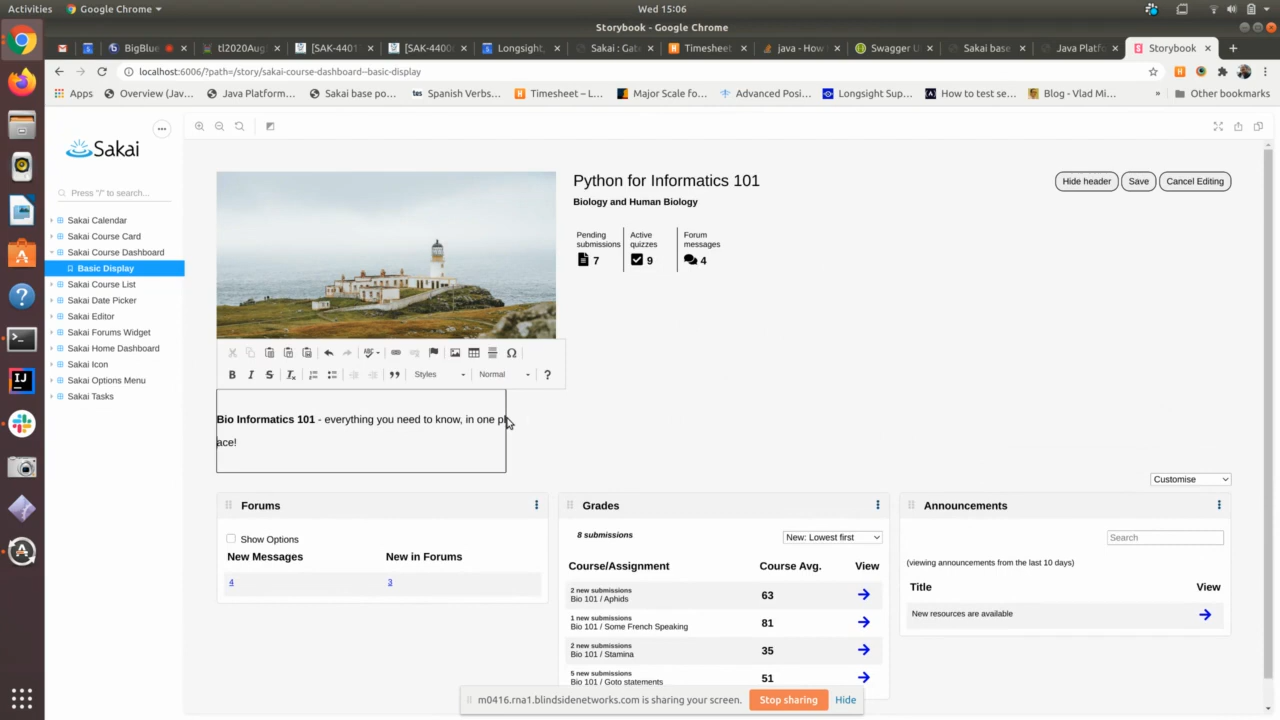 Activities
Google Chrome
Wed 15:06
Storybook - Google Chrome
BigBlue
tl2020Aug
[SAK-4401
[SAK-4400
Longsight,
Sakai : Gate
Timesheet
java - How
Swagger U
Sakai base
Java Platf
Storybook
localhost:6006/?path=/story/sakai-course-dashboard--basic-display
Apps
Overview (Jav...
Java Platform...
Sakai base po...
tes Spanish Verbs...
Timesheet – L...
Major Scale fo...
Advanced Posi...
Longsight Sup...
How to test se...
Blog - Vlad Mi...
»
Other bookmarks
Sakai
Press "/" to search...
Sakai Calendar
Sakai Course Card
Sakai Course Dashboard
Basic Display
Sakai Course List
Sakai Date Picker
Sakai Editor
Sakai Forums Widget
Sakai Home Dashboard
Sakai Icon
Sakai Options Menu
Sakai Tasks
Python for Informatics 101
Hide header
Save
Cancel Editing
Biology and Human Biology
Pending submissions
7
Active quizzes
9
Forum messages
4
Styles
Normal
Bio Informatics 101 - everything you need to know, in one pl
ace!
Customise
Forums
Show Options
New Messages
New in Forums
4
3
Grades
8 submissions
New: Lowest first
Course/Assignment
Course Avg.
View
2 new submissions
Bio 101 / Aphids
63
1 new submissions
Bio 101 / Some French Speaking
81
2 new submissions
Bio 101 / Stamina
35
5 new submissions
Bio 101 / Goto statements
51
Announcements
Search
(viewing announcements from the last 10 days)
Title
View
New resources are available
m0416.rna1.blindsidenetworks.com is sharing your screen.
Stop sharing
Hide